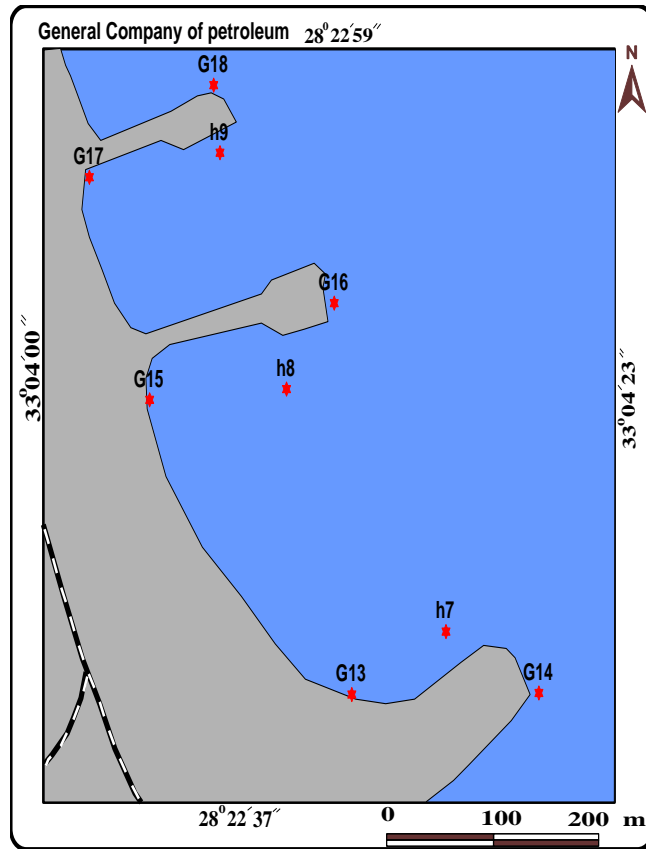 General Company of petroleum 28⁰22′59″
N
G18
h9
G17
G16
33⁰04′00″
33⁰04′23″
h8
G15
h7
G13
G14
28⁰22′37″
0 100 200 m